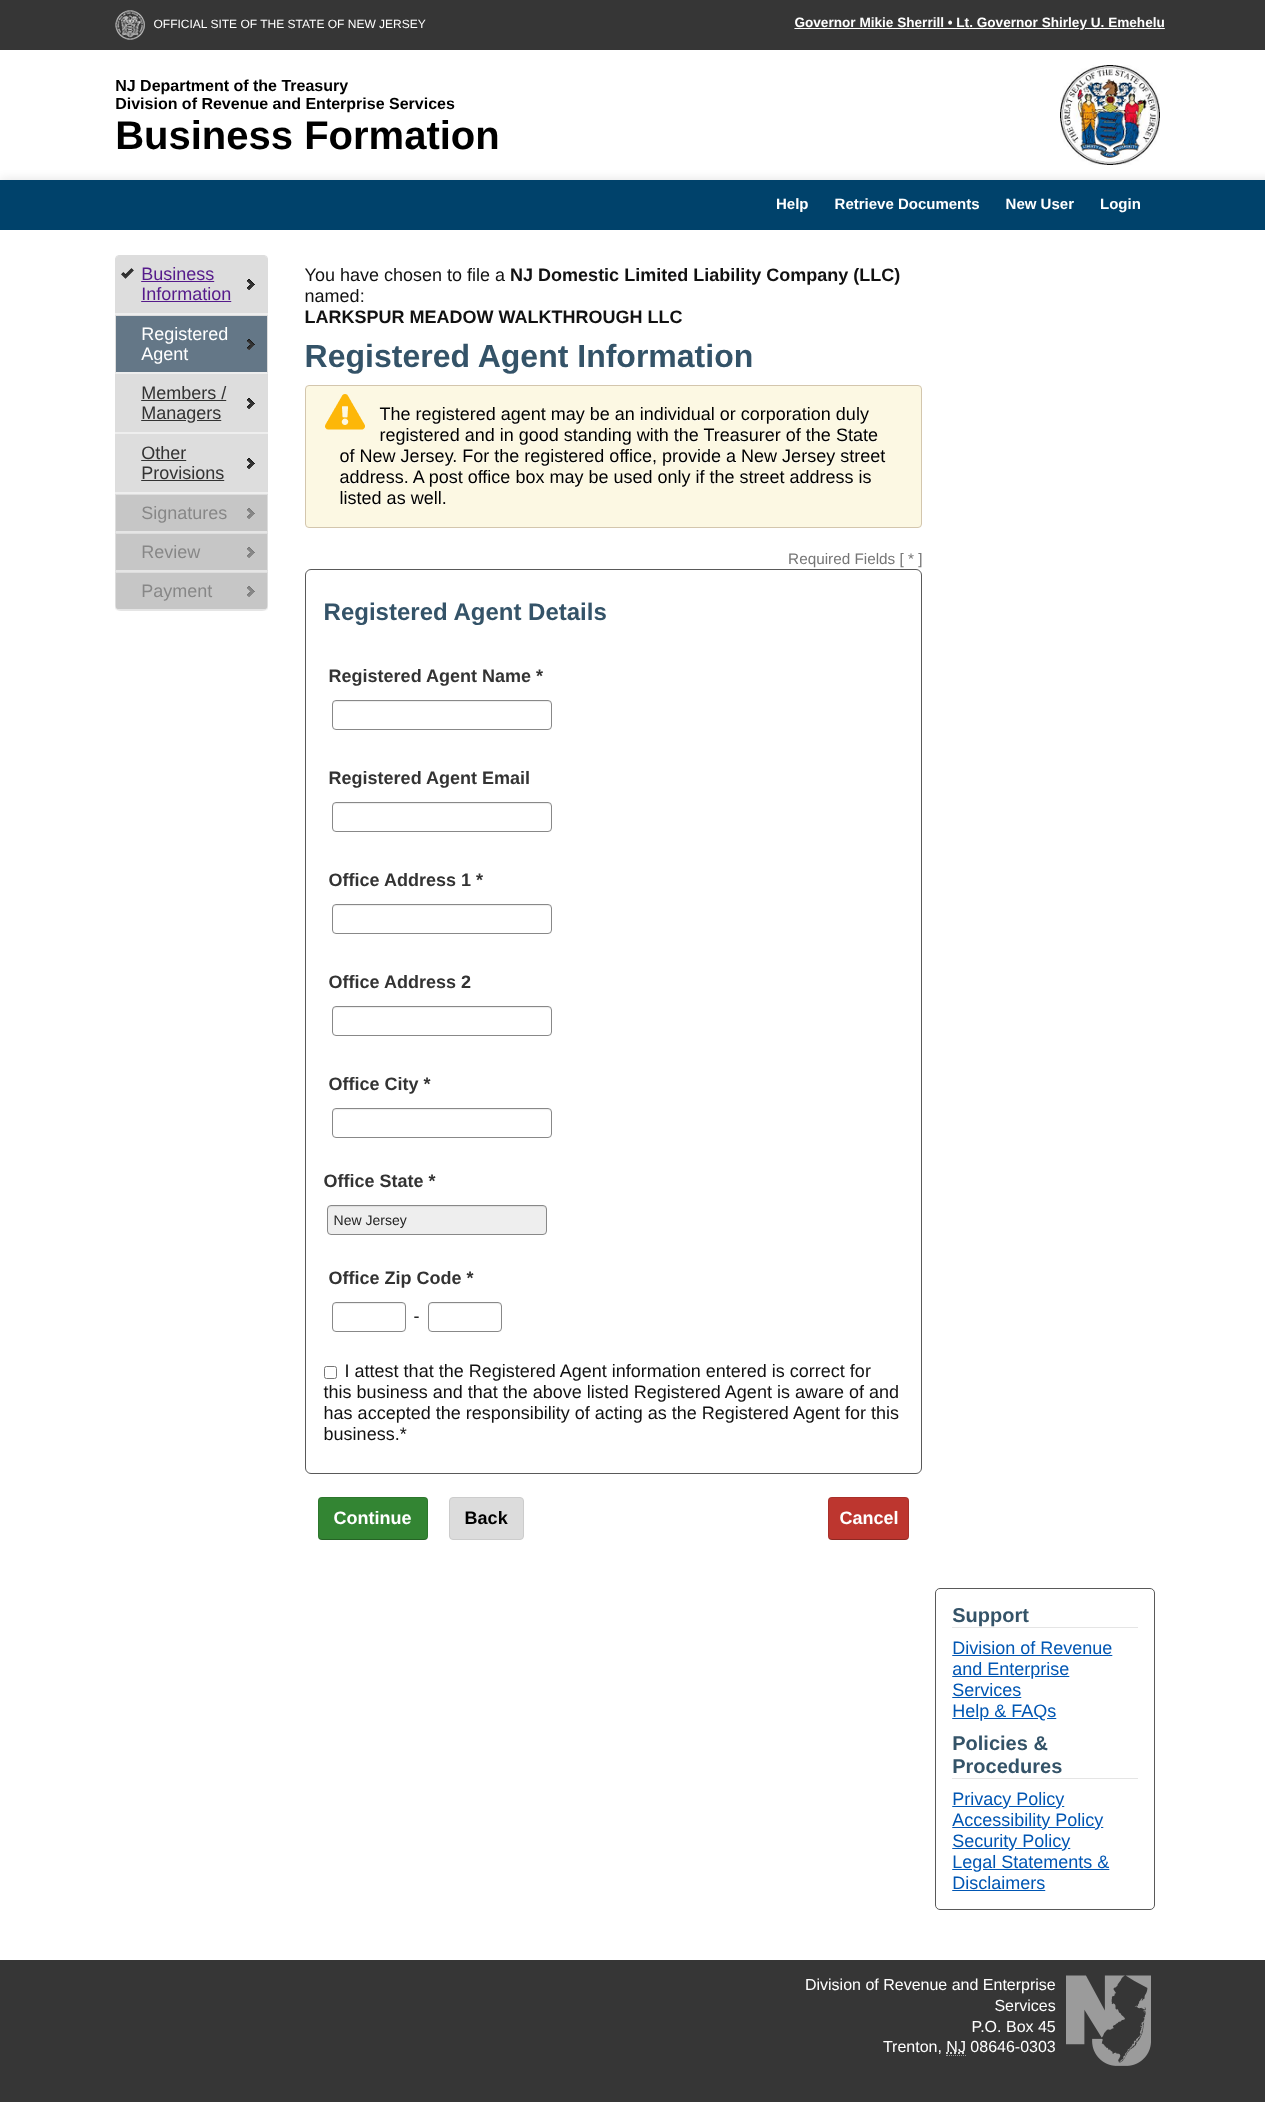 OFFICIAL SITE OF THE STATE OF NEW JERSEY
Governor Mikie Sherrill • Lt. Governor Shirley U. Emehelu
NJ Department of the Treasury
Division of Revenue and Enterprise Services
Business Formation
THE GREAT SEAL OF THE STATE OF NEW JERSEY
Help
Retrieve Documents
New User
Login
Business
Information
Registered
Agent
Members /
Managers
Other
Provisions
Signatures
Review
Payment
You have chosen to file a NJ Domestic Limited Liability Company (LLC)
named:
LARKSPUR MEADOW WALKTHROUGH LLC
Registered Agent Information
The registered agent may be an individual or corporation duly
registered and in good standing with the Treasurer of the State
of New Jersey. For the registered office, provide a New Jersey street
address. A post office box may be used only if the street address is
listed as well.
Required Fields [ * ]
Registered Agent Details
Registered Agent Name *
Registered Agent Email
Office Address 1 *
Office Address 2
Office City *
Office State *
New Jersey
Office Zip Code *
-
I attest that the Registered Agent information entered is correct for
this business and that the above listed Registered Agent is aware of and
has accepted the responsibility of acting as the Registered Agent for this
business.*
Continue
Back
Cancel
Support
Division of Revenue
and Enterprise
Services
Help & FAQs
Policies &
Procedures
Privacy Policy
Accessibility Policy
Security Policy
Legal Statements &
Disclaimers
Division of Revenue and Enterprise
Services
P.O. Box 45
Trenton, NJ 08646-0303
NJ